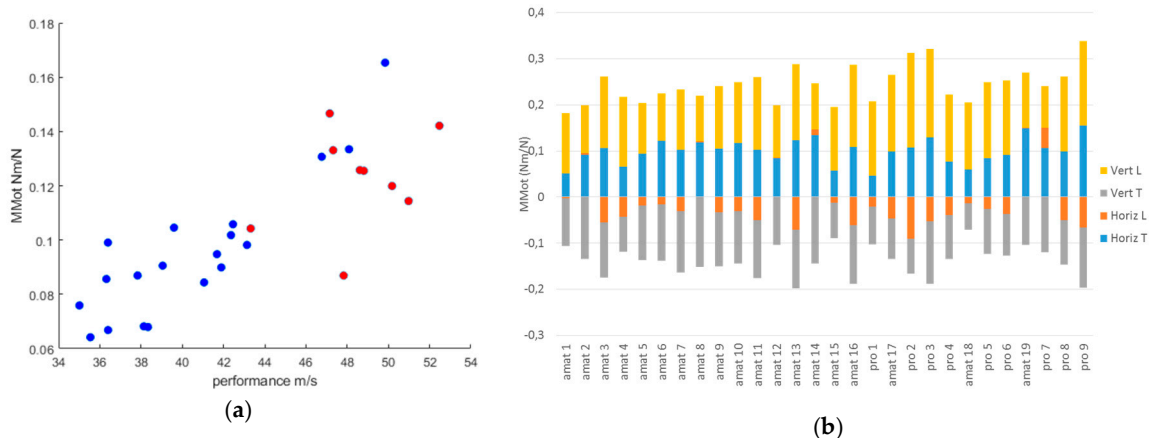 MMot Nm/N
0.18
0.16
0.14
0.12
0.1
0.08
0.06
34 36 38 40 42 44 46 48 50 52 54
performance m/s
(a)
MMot (Nm/N)
0,4
0,3
0,2
0,1
0
-0,1
-0,2
-0,3
amat 1
amat 2
amat 3
amat 4
amat 5
amat 6
amat 7
amat 8
amat 9
amat 10
amat 11
amat 12
amat 13
amat 14
amat 15
amat 16
pro 1
amat 17
pro 2
pro 3
pro 4
amat 18
pro 5
pro 6
amat 19
pro 7
pro 8
pro 9
Vert L
Vert T
Horiz L
Horiz T
(b)